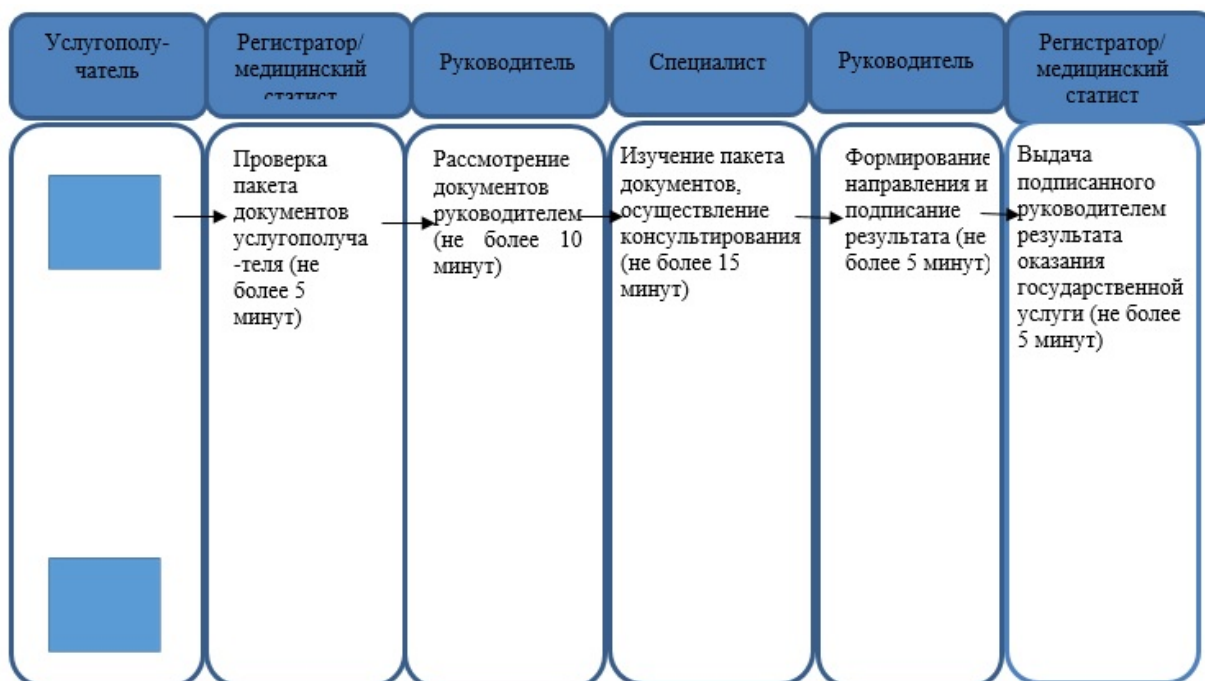 Услугополу-
чатель
Регистратор/
медицинский
статист
Руководитель
Специалист
Руководитель
Регистратор/
медицинский
статист
Проверка
пакета
документов
услугополуча
-теля (не
более 5
минут)
Рассмотрение
документов
руководителем
(не более 10
минут)
Изучение пакета
документов,
осуществление
консультирования
(не более 15
минут)
Формирование
направления и
подписание
результата (не
более 5 минут)
Выдача
подписанного
руководителем
результата
оказания
государственной
услуги (не более
5 минут)